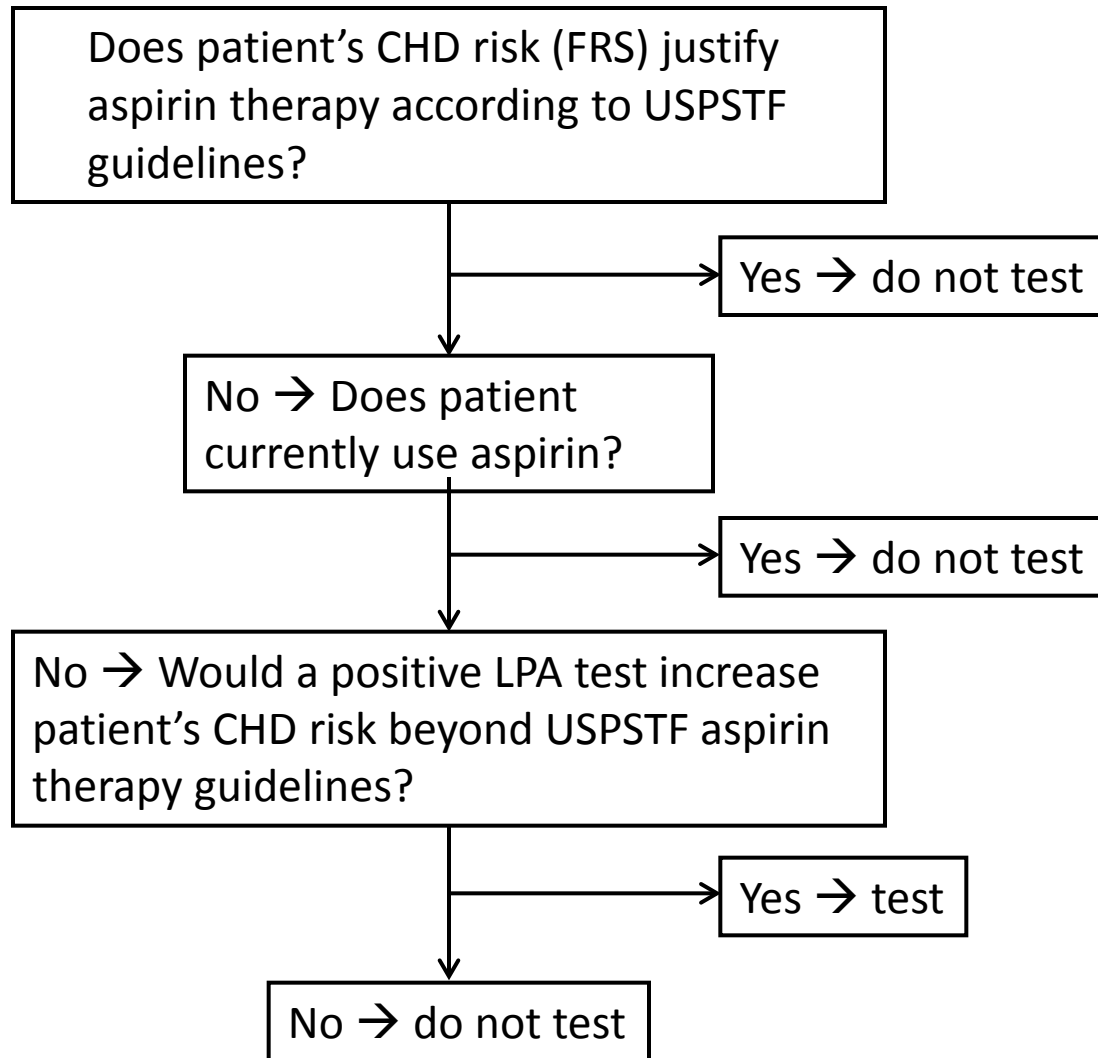 Does patient’s CHD risk (FRS) justify
aspirin therapy according to USPSTF
guidelines?
Yes → do not test
No → Does patient
currently use aspirin?
Yes → do not test
No → Would a positive LPA test increase
patient’s CHD risk beyond USPSTF aspirin
therapy guidelines?
Yes → test
No → do not test